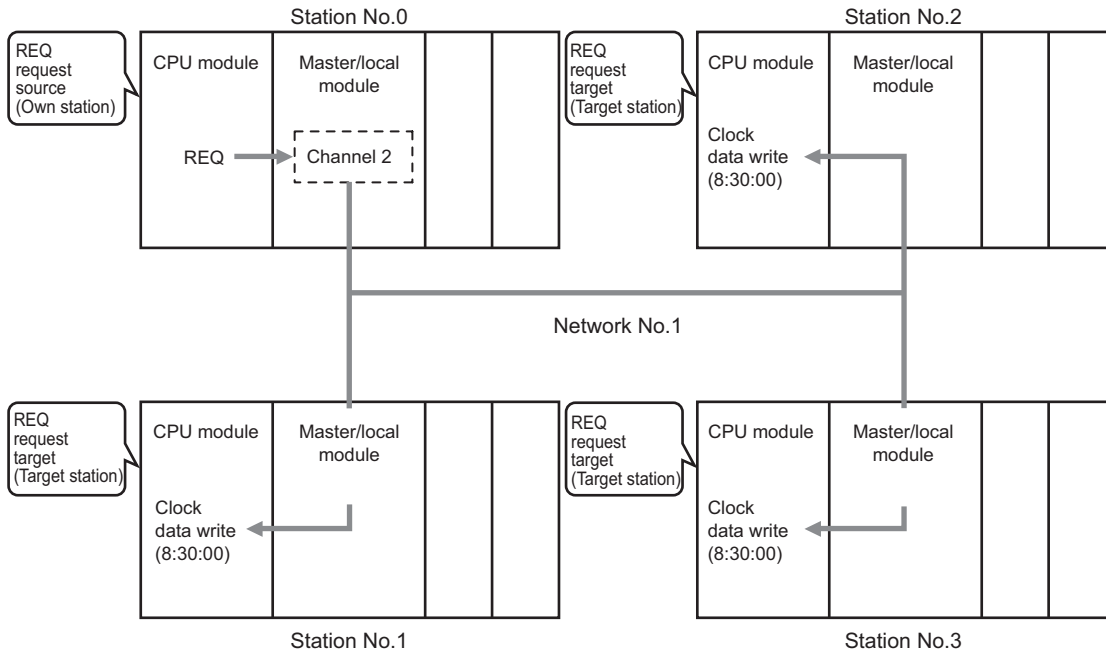 Station No.0
REQ
request
source
(Own station)
CPU module
Master/local
module
REQ
Channel 2
Station No.2
REQ
request
target
(Target station)
CPU module
Master/local
module
Clock
data write
(8:30:00)
Network No.1
REQ
request
target
(Target station)
CPU module
Master/local
module
Clock
data write
(8:30:00)
Station No.1
REQ
request
target
(Target station)
CPU module
Master/local
module
Clock
data write
(8:30:00)
Station No.3